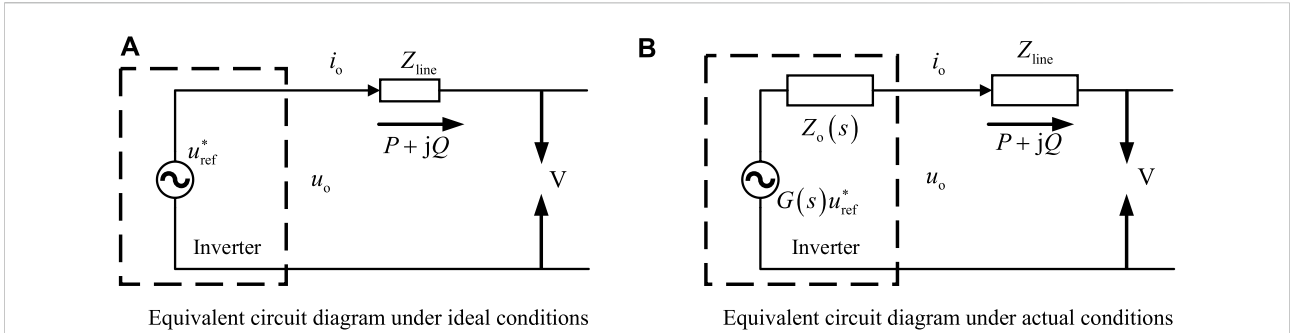 A
i_o
Z_line
P + jQ
u*_ref
u_o
V
Inverter
Equivalent circuit diagram under ideal conditions
B
i_o
Z_line
Z_o(s)
P + jQ
G(s)u*_ref
u_o
V
Inverter
Equivalent circuit diagram under actual conditions